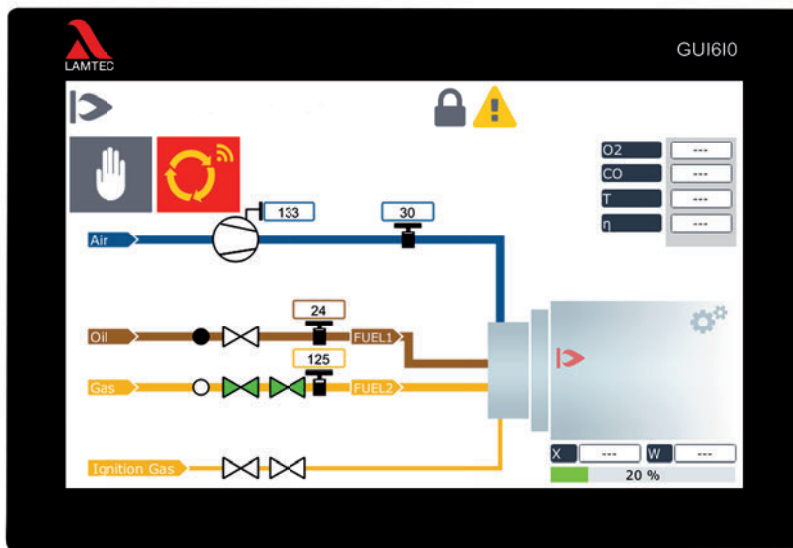 LAMTEC
GUI6I0
O2 ---
CO ---
T ---
η ---
133
30
Air
24
Oil
FUEL1
125
Gas
FUEL2
Ignition Gas
X --- W ---
20 %